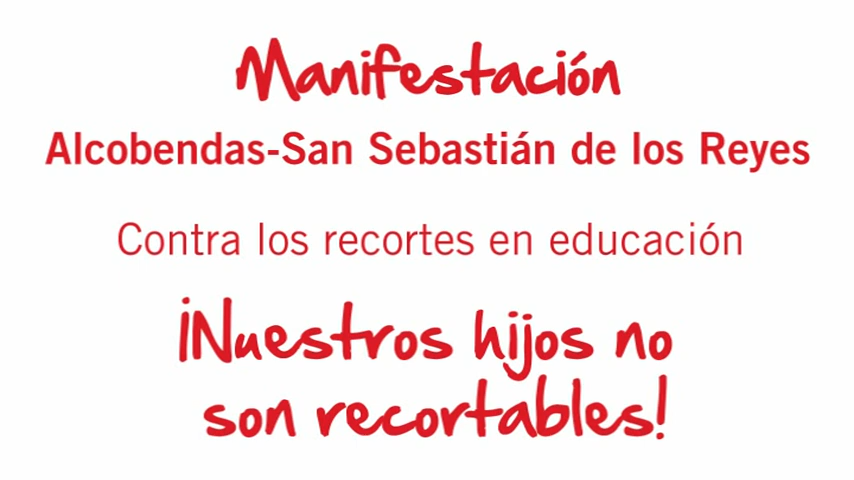 Manifestación
Alcobendas-San Sebastián de los Reyes
Contra los recortes en educación
¡Nuestros hijos no
son recortables!